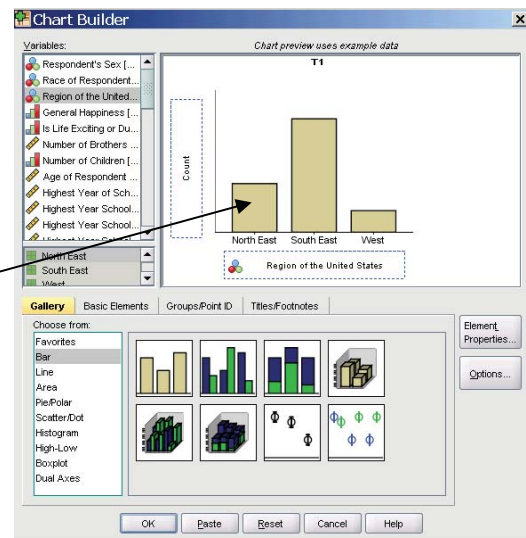 Chart Builder
Variables:
Chart preview uses example data
Respondent's Sex [...
Race of Respondent...
Region of the United...
General Happiness [...
Is Life Exciting or Du...
Number of Brothers ...
Number of Children [...
Age of Respondent ...
Highest Year of Sch...
Highest Year School...
Highest Year School...
Highest Year School...
North East
South East
West
T1
Count
North East South East West
Region of the United States
Gallery Basic Elements Groups/Point ID Titles/Footnotes
Choose from:
Favorites
Bar
Line
Area
Pie/Polar
Scatter/Dot
Histogram
High-Low
Boxplot
Dual Axes
Element Properties...
Options...
OK Paste Reset Cancel Help